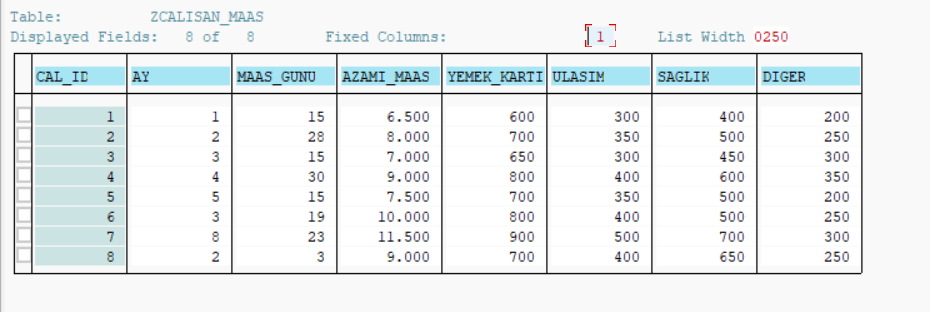 Table: ZCALISAN_MAAS
Displayed Fields: 8 of 8 Fixed Columns: 1 List Width 0250
CAL_ID AY MAAS_GUNU AZAMI_MAAS YEMEK_KARTI ULASIM SAGLIK DIGER
1 1 15 6.500 600 300 400 200
2 2 28 8.000 700 350 500 250
3 3 15 7.000 650 300 450 300
4 4 30 9.000 800 400 600 350
5 5 15 7.500 700 350 500 200
6 3 19 10.000 800 400 500 250
7 8 23 11.500 900 500 700 300
8 2 3 9.000 700 400 650 250